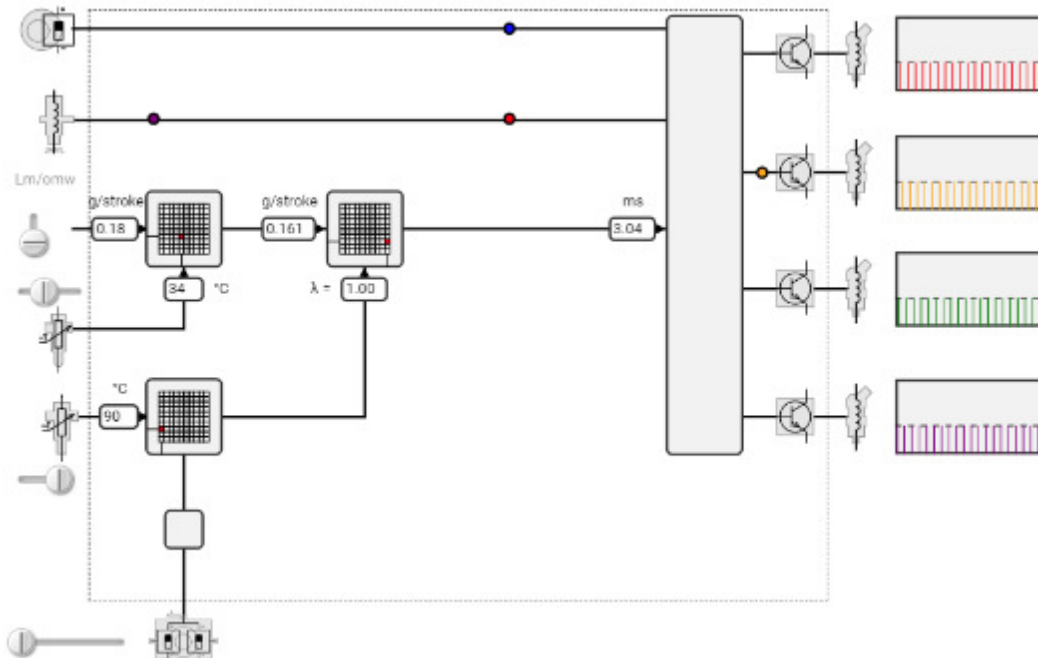 Lm/omw
g/stroke
0.18
g/stroke
0.161
ms
3.04
34 °C
λ = 1.00
°C
90